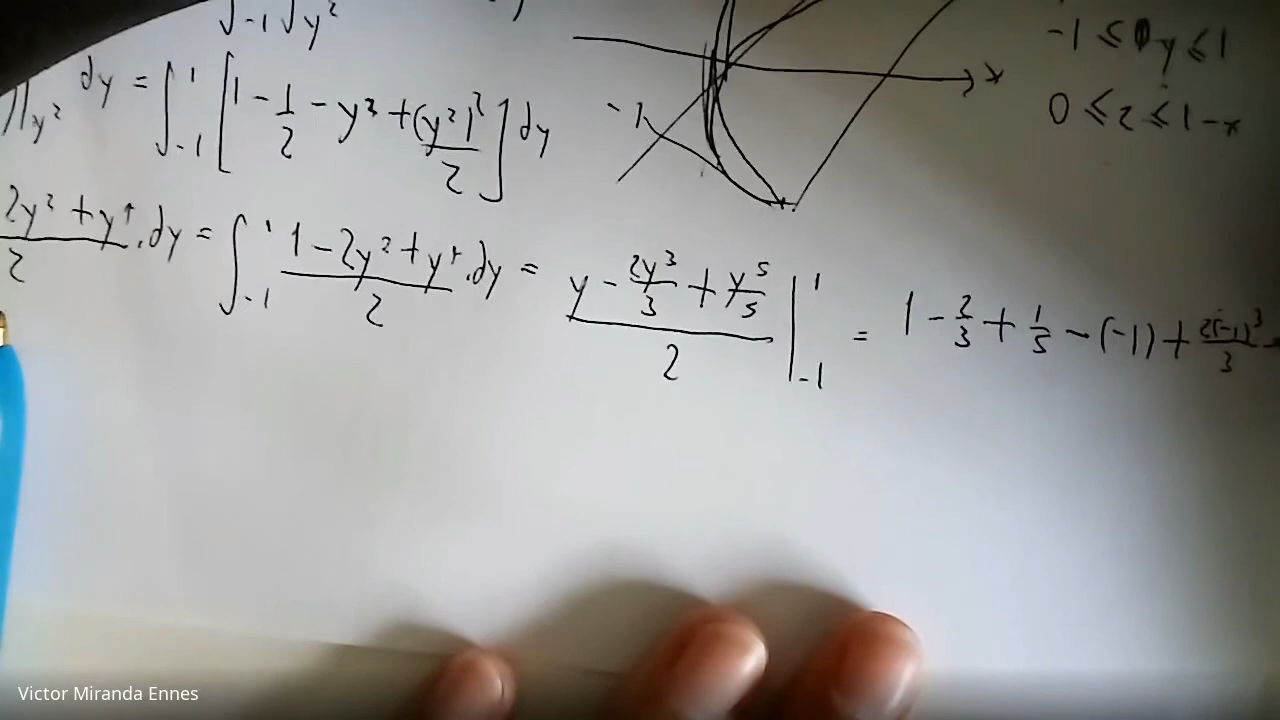 ∫-1 ∫y²
-1 ≤ y ≤ 1
x
0 ≤ z ≤ 1-x
-1
]|y² dy = ∫-1^1 [1 - 1/2 - y² + (y²)²/2] dy
2y² + y⁴/2 . dy = ∫-1^1 1 - 2y² + y⁴/2 . dy = y - 2y³/3 + y⁵/5 / 2 |-1^1 = 1 - 2/3 + 1/5 - (-1) + 2(-1)³/3 -
Victor Miranda Ennes